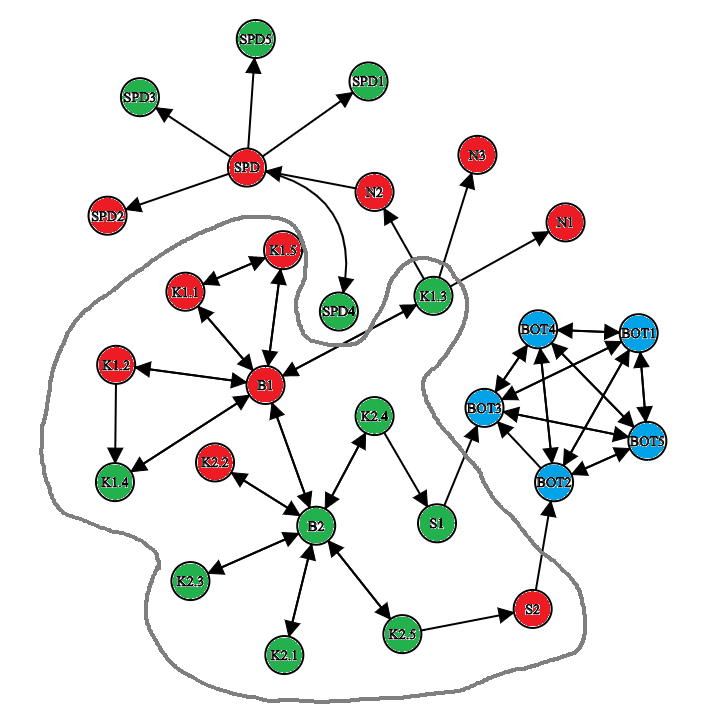 SPD5
SPD1
SPD3
N3
SPD
N2
SPD2
N1
K1.5
K1.1
K1.3
SPD4
BOT4
BOT1
K1.2
B1
BOT3
K2.4
BOT5
K2.2
K1.4
BOT2
S1
B2
K2.3
S2
K2.5
K2.1